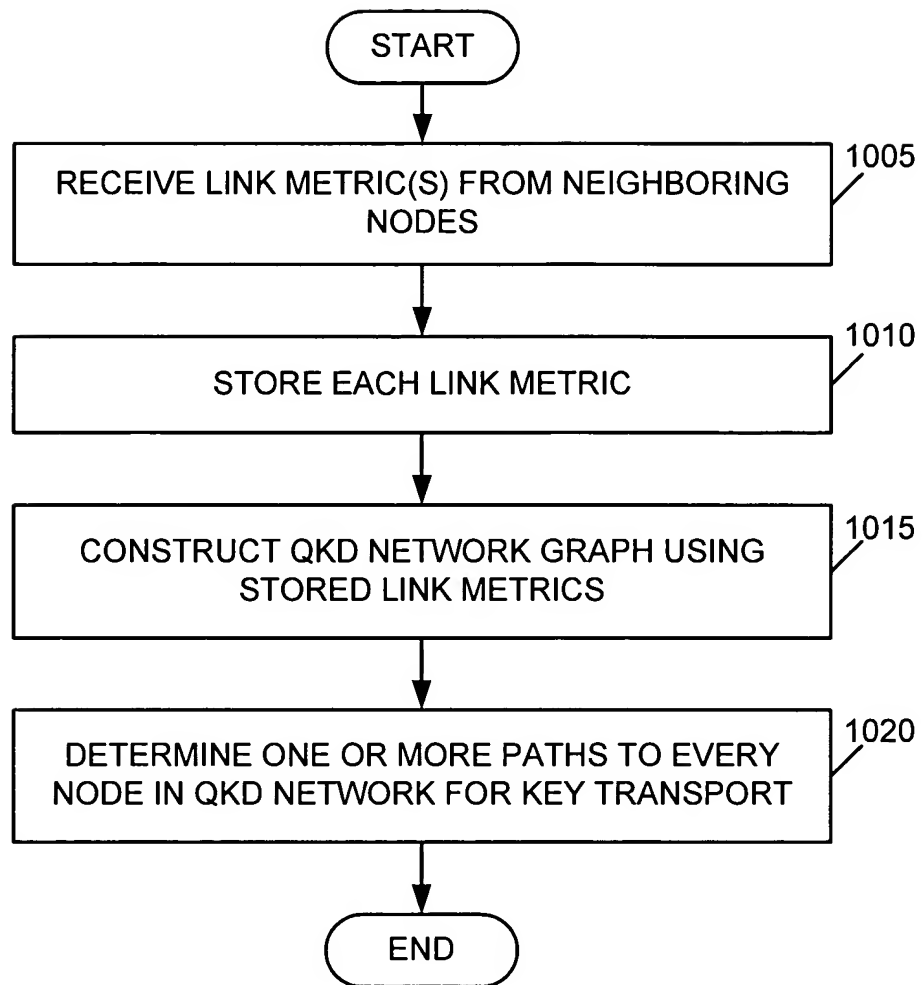 START
1005
RECEIVE LINK METRIC(S) FROM NEIGHBORING
NODES
1010
STORE EACH LINK METRIC
1015
CONSTRUCT QKD NETWORK GRAPH USING
STORED LINK METRICS
1020
DETERMINE ONE OR MORE PATHS TO EVERY
NODE IN QKD NETWORK FOR KEY TRANSPORT
END